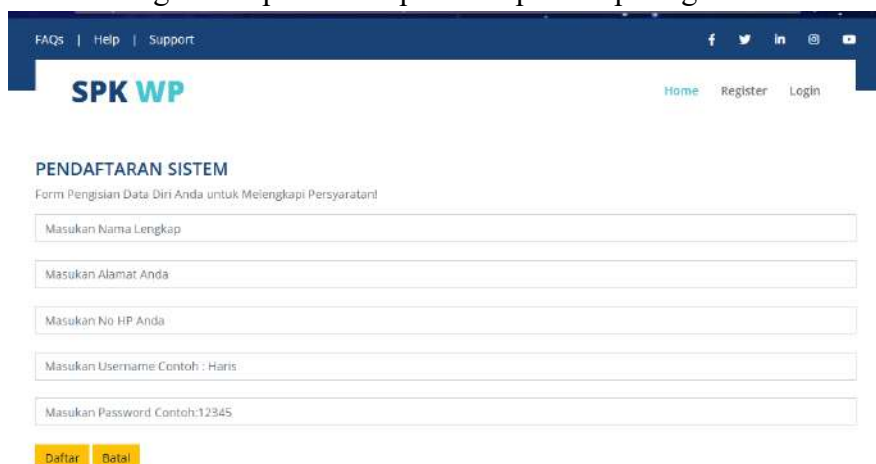 FAQs | Help | Support
SPK WP
Home Register Login
PENDAFTARAN SISTEM
Form Pengisian Data Diri Anda untuk Melengkapi Persyaratan!
Masukan Nama Lengkap
Masukan Alamat Anda
Masukan No HP Anda
Masukan Username Contoh : Haris
Masukan Password Contoh:12345
Daftar Batal